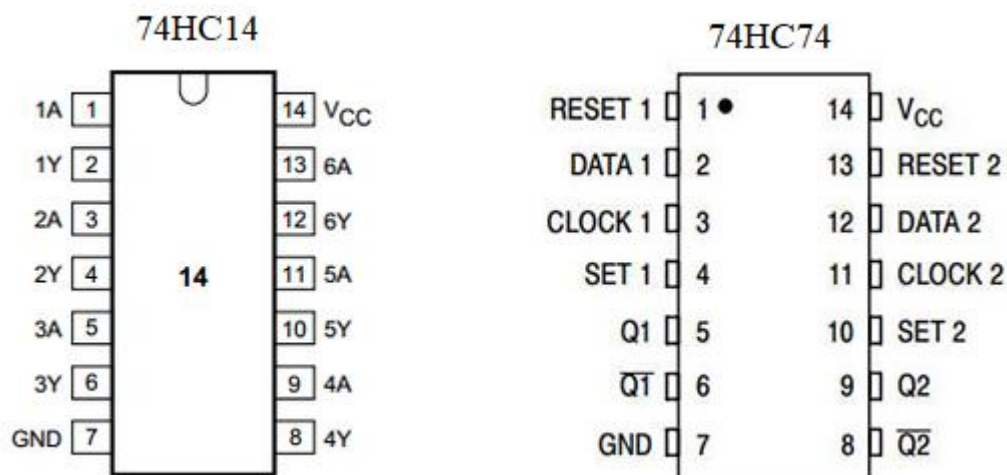 74HC14
1A 1 14 VCC
1Y 2 13 6A
2A 3 12 6Y
2Y 4 14 11 5A
3A 5 10 5Y
3Y 6 9 4A
GND 7 8 4Y
74HC74
RESET 1 1 14 VCC
DATA 1 2 13 RESET 2
CLOCK 1 3 12 DATA 2
SET 1 4 11 CLOCK 2
Q1 5 10 SET 2
Q̅1̅ 6 9 Q2
GND 7 8 Q̅2̅